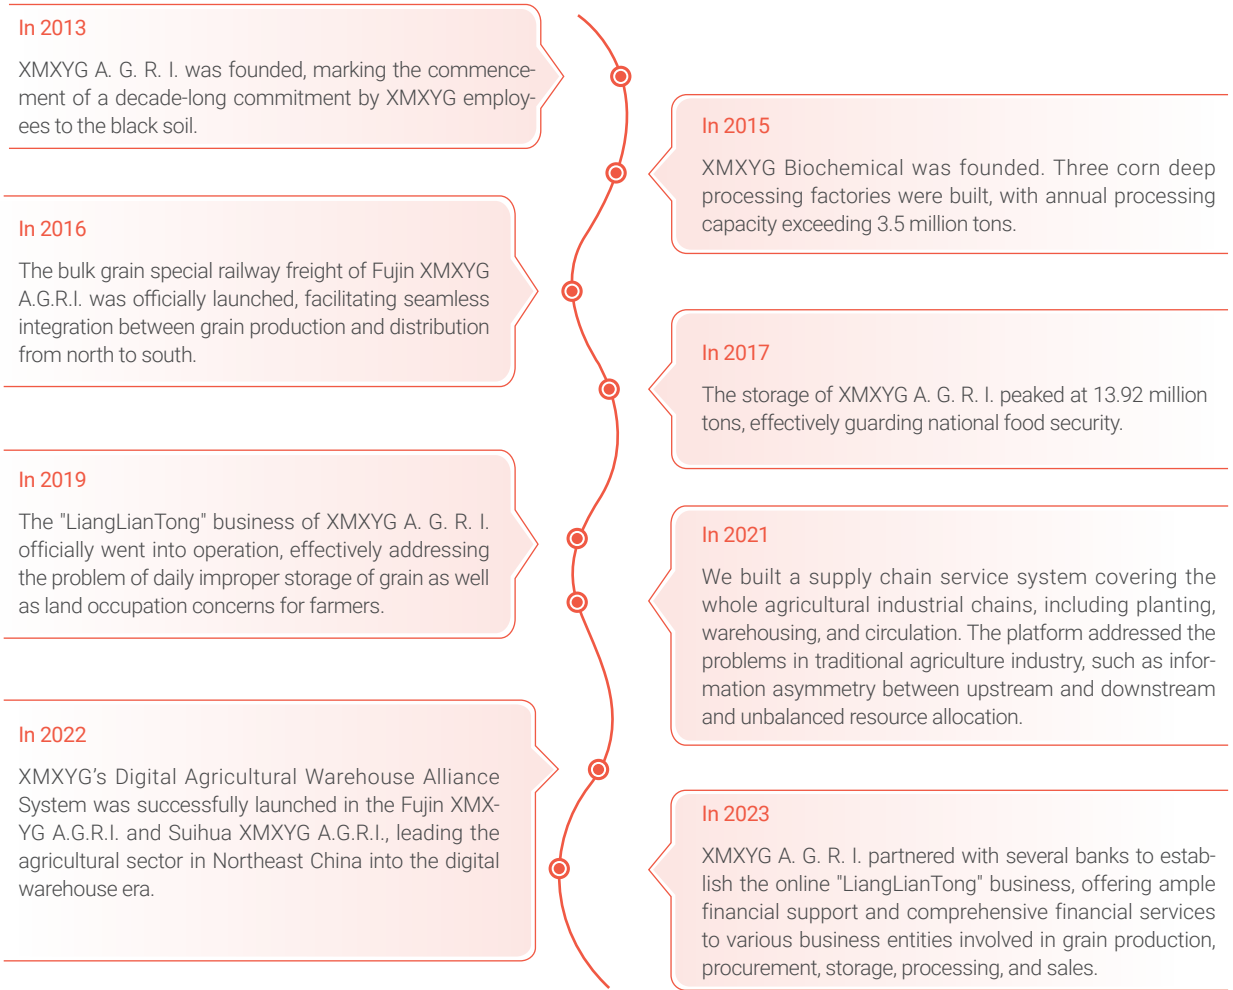 In 2013
XMXYG A. G. R. I. was founded, marking the commence-
ment of a decade-long commitment by XMXYG employ-
ees to the black soil.
In 2015
XMXYG Biochemical was founded. Three corn deep
processing factories were built, with annual processing
capacity exceeding 3.5 million tons.
In 2016
The bulk grain special railway freight of Fujin XMXYG
A.G.R.I. was officially launched, facilitating seamless
integration between grain production and distribution
from north to south.
In 2017
The storage of XMXYG A. G. R. I. peaked at 13.92 million
tons, effectively guarding national food security.
In 2019
The "LiangLianTong" business of XMXYG A. G. R. I.
officially went into operation, effectively addressing
the problem of daily improper storage of grain as well
as land occupation concerns for farmers.
In 2021
We built a supply chain service system covering the
whole agricultural industrial chains, including planting,
warehousing, and circulation. The platform addressed the
problems in traditional agriculture industry, such as infor-
mation asymmetry between upstream and downstream
and unbalanced resource allocation.
In 2022
XMXYG's Digital Agricultural Warehouse Alliance
System was successfully launched in the Fujin XMX-
YG A.G.R.I. and Suihua XMXYG A.G.R.I., leading the
agricultural sector in Northeast China into the digital
warehouse era.
In 2023
XMXYG A. G. R. I. partnered with several banks to estab-
lish the online "LiangLianTong" business, offering ample
financial support and comprehensive financial services
to various business entities involved in grain production,
procurement, storage, processing, and sales.